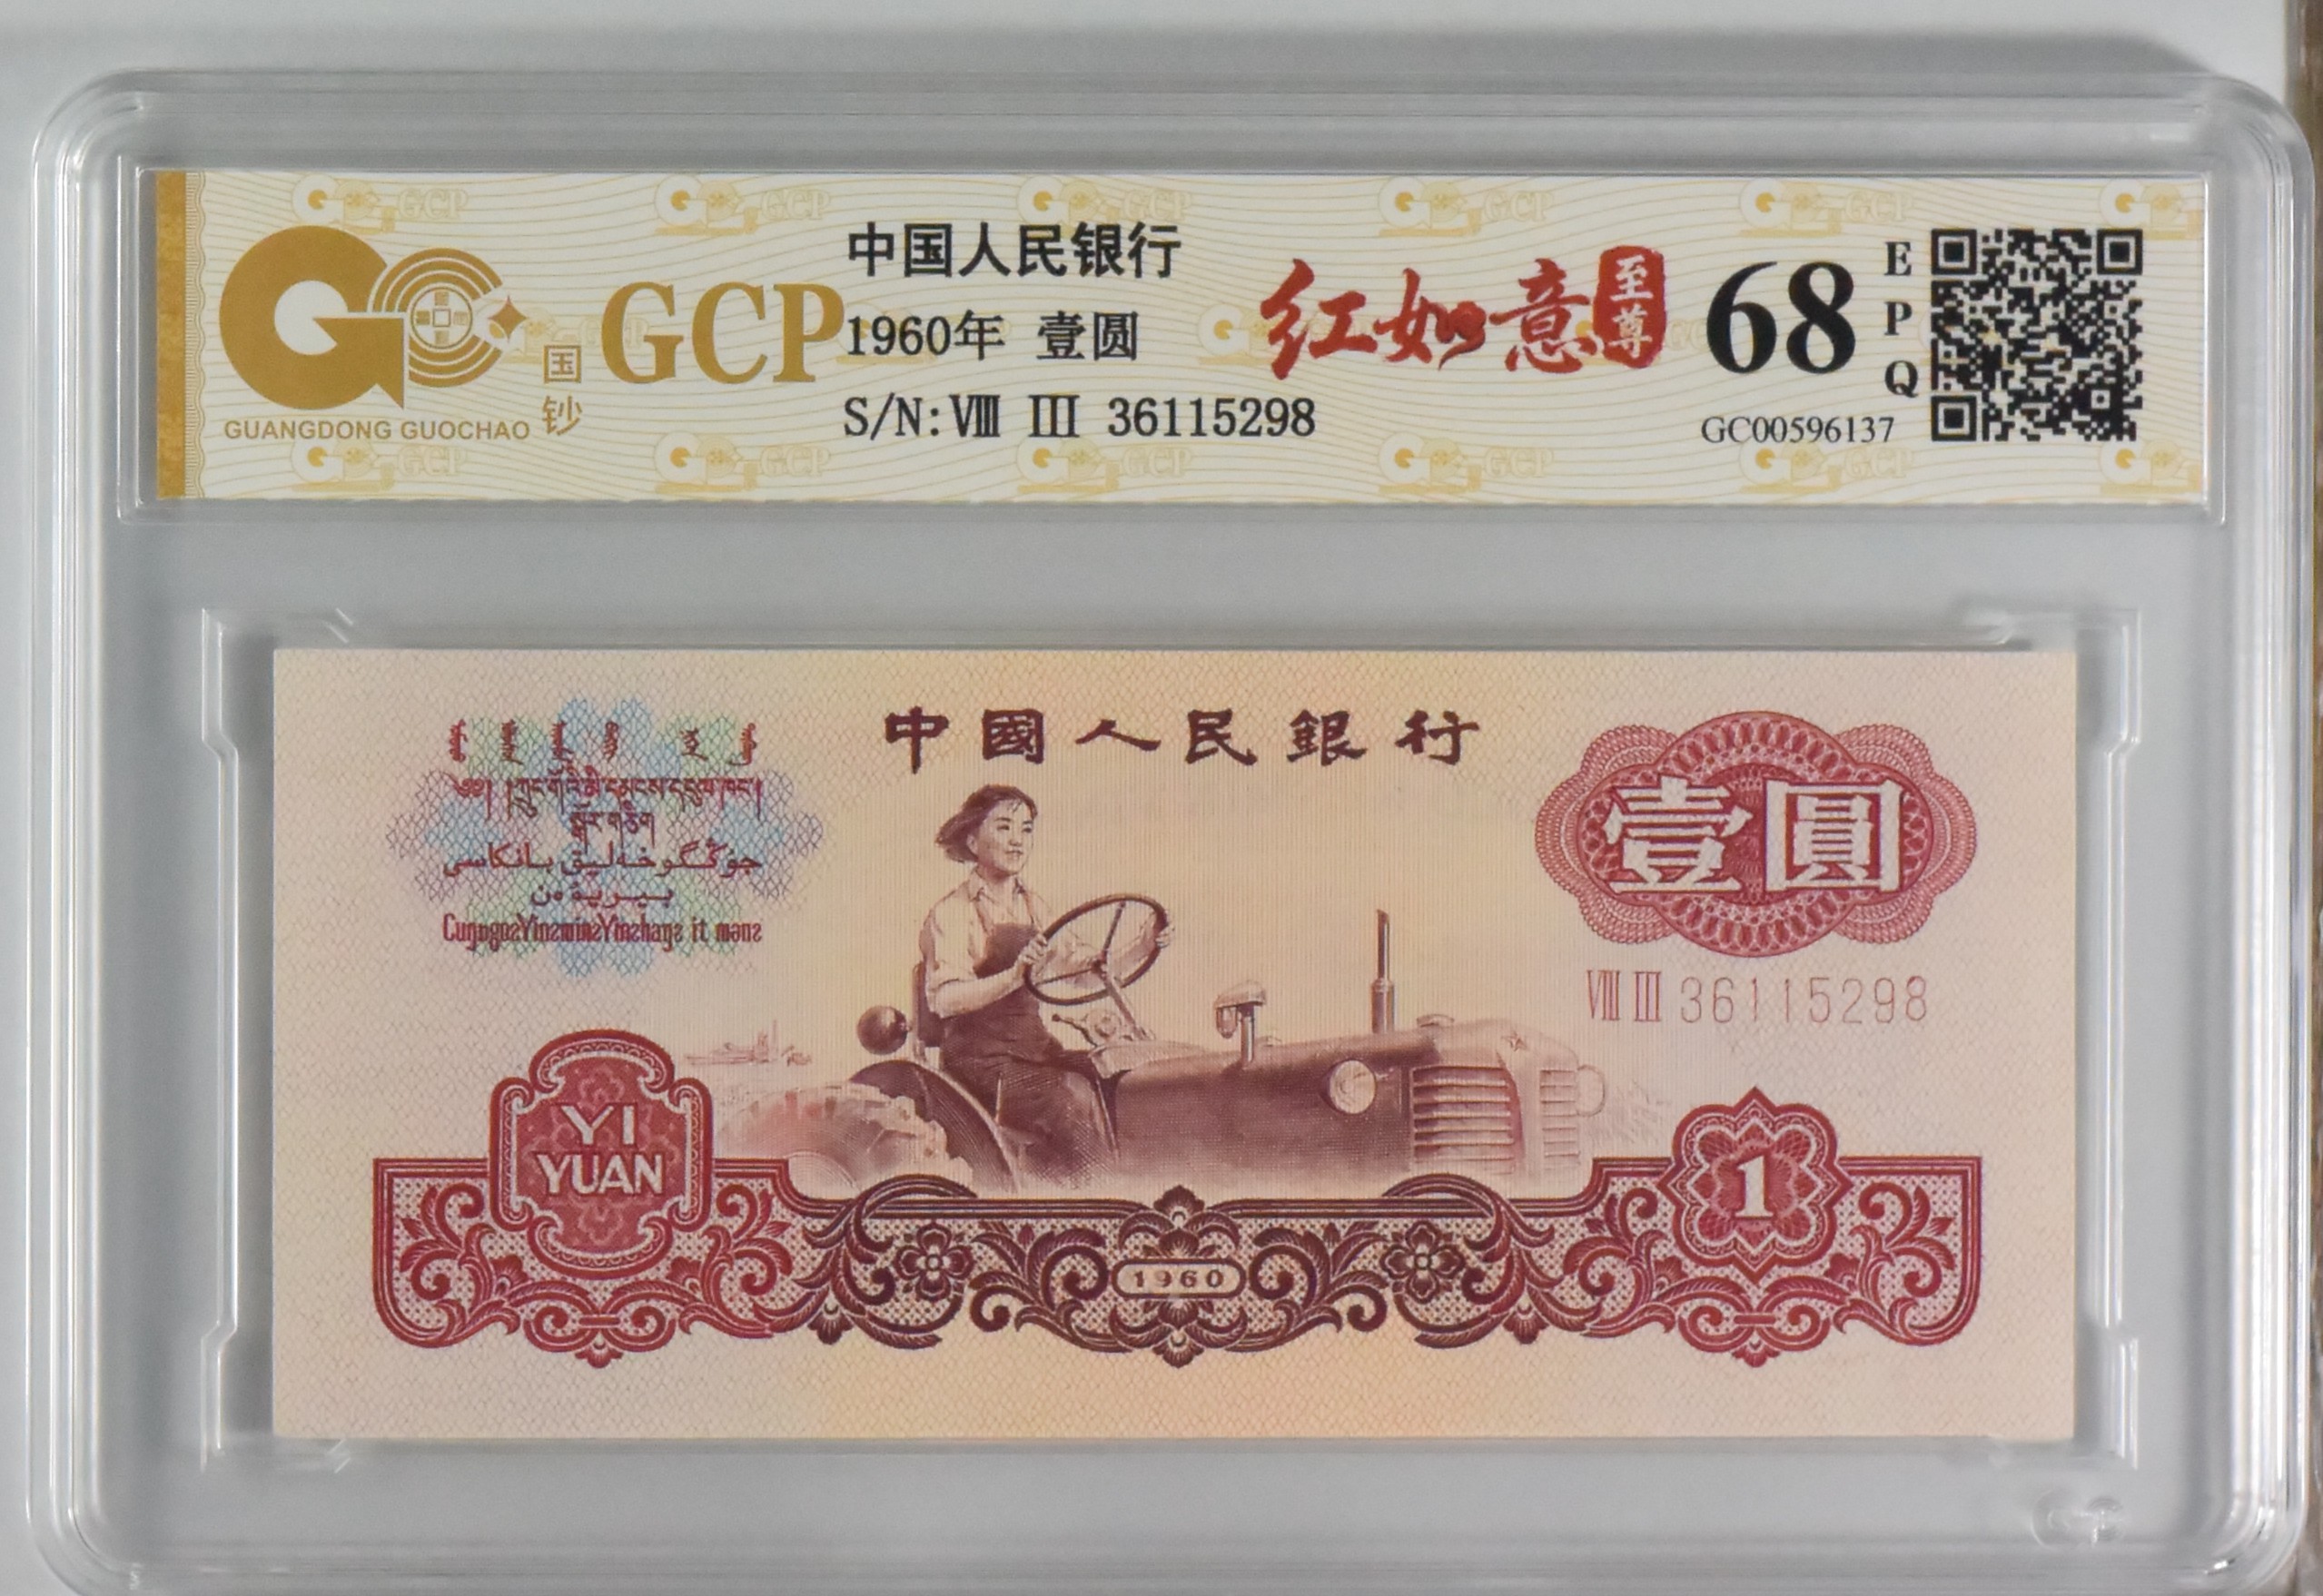 GCP
国
钞
GUANGDONG GUOCHAO
中国人民银行
1960年 壹圆
S/N:Ⅷ Ⅲ 36115298
红如意
至尊
68
E
P
Q
GC00596137
中國人民銀行
壹圓
Ⅷ Ⅲ 36115298
YI
YUAN
1960
1